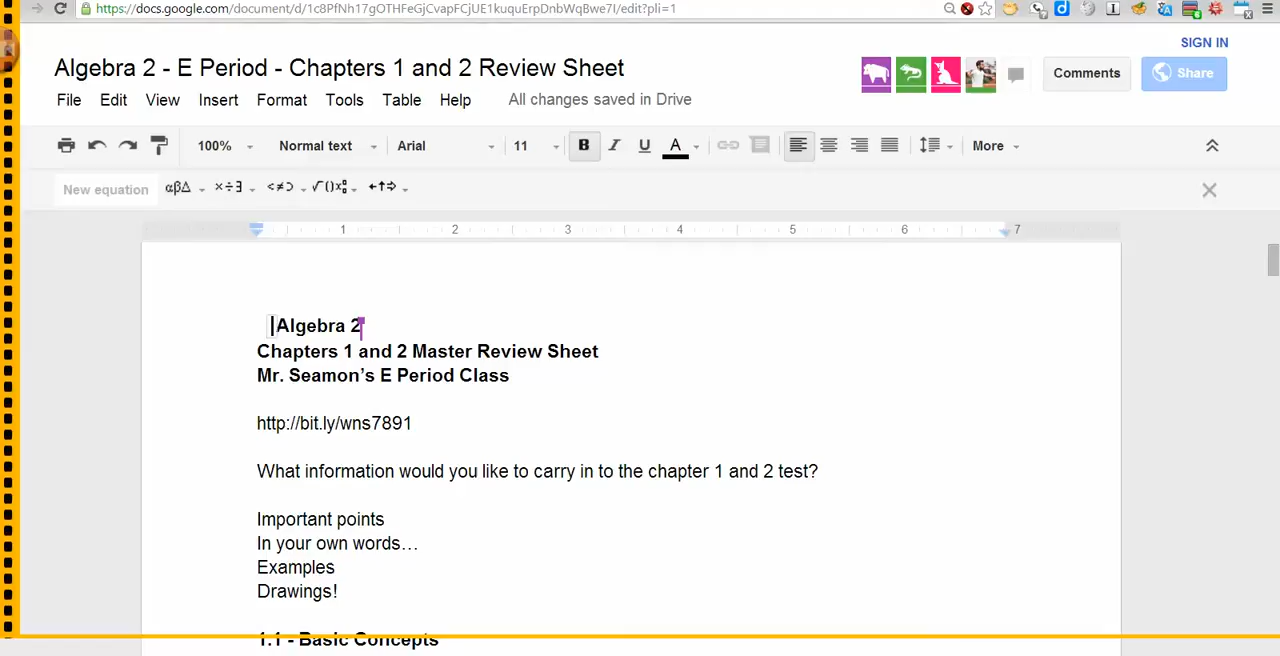 https://docs.google.com/document/d/1c8PfNh17gOTHFeGjCvapFCjUE1kuquErpDnbWqBwe7I/edit?pli=1
SIGN IN
Algebra 2 - E Period - Chapters 1 and 2 Review Sheet
Comments
Share
File Edit View Insert Format Tools Table Help All changes saved in Drive
100% Normal text Arial 11 B I U A More
New equation αβΔ ×÷∃ <≠⊃ √()x ←↑⇨
1 2 3 4 5 6 7
Algebra 2
Chapters 1 and 2 Master Review Sheet
Mr. Seamon’s E Period Class
http://bit.ly/wns7891
What information would you like to carry in to the chapter 1 and 2 test?
Important points
In your own words…
Examples
Drawings!
1.1 - Basic Concepts